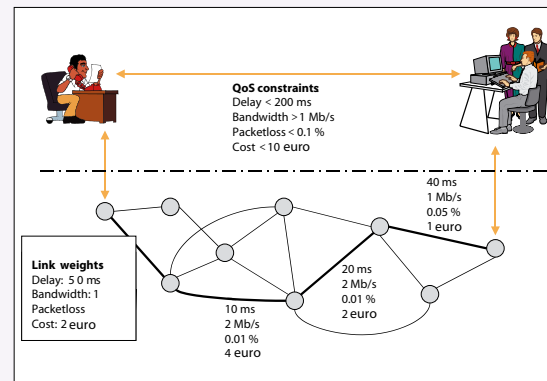 QoS constraints
Delay < 200 ms
Bandwidth > 1 Mb/s
Packetloss < 0.1 %
Cost < 10 euro
40 ms
1 Mb/s
0.05 %
1 euro
Link weights
Delay: 5 0 ms
Bandwidth: 1
Packetloss
Cost: 2 euro
20 ms
2 Mb/s
0.01 %
2 euro
10 ms
2 Mb/s
0.01 %
4 euro